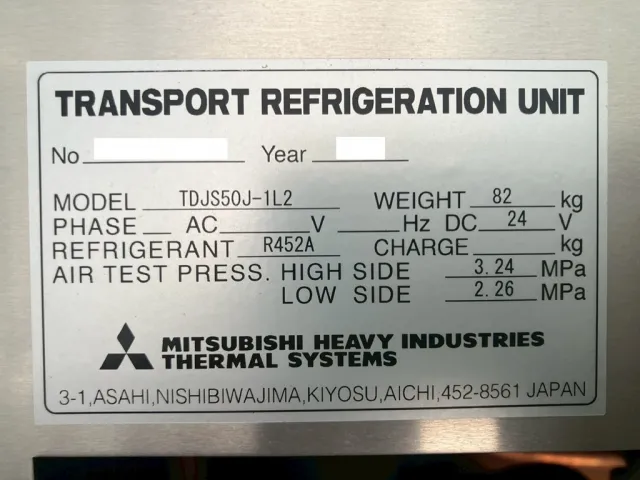 TRANSPORT REFRIGERATION UNIT
No Year
MODEL TDJS50J-1L2 WEIGHT 82 kg
PHASE AC V Hz DC 24 V
REFRIGERANT R452A CHARGE kg
AIR TEST PRESS. HIGH SIDE 3.24 MPa
LOW SIDE 2.26 MPa
MITSUBISHI HEAVY INDUSTRIES
THERMAL SYSTEMS
3-1,ASAHI,NISHIBIWAJIMA,KIYOSU,AICHI,452-8561 JAPAN